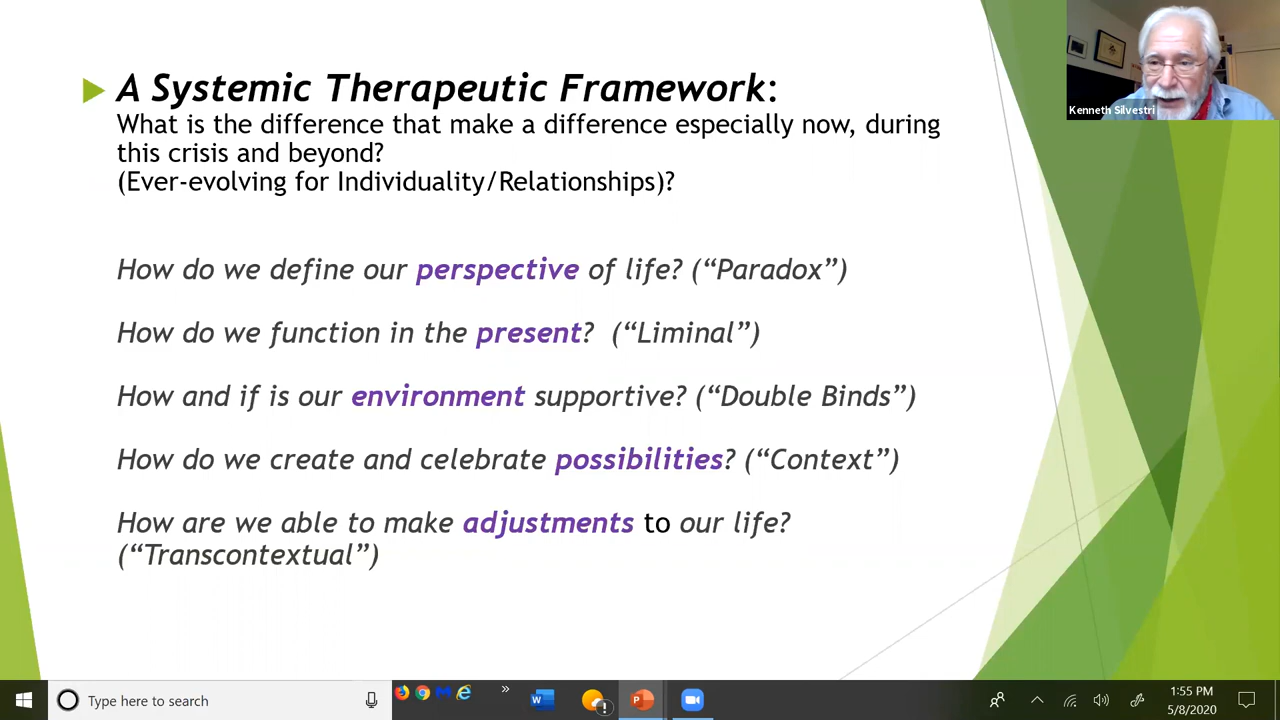 A Systemic Therapeutic Framework:
What is the difference that make a difference especially now, during
this crisis and beyond?
(Ever-evolving for Individuality/Relationships)?
How do we define our perspective of life? (“Paradox”)
How do we function in the present?  (“Liminal”)
How and if is our environment supportive? (“Double Binds”)
How do we create and celebrate possibilities? (“Context”)
How are we able to make adjustments to our life?
(“Transcontextual”)
Kenneth Silvestri
Type here to search
1:55 PM
5/8/2020